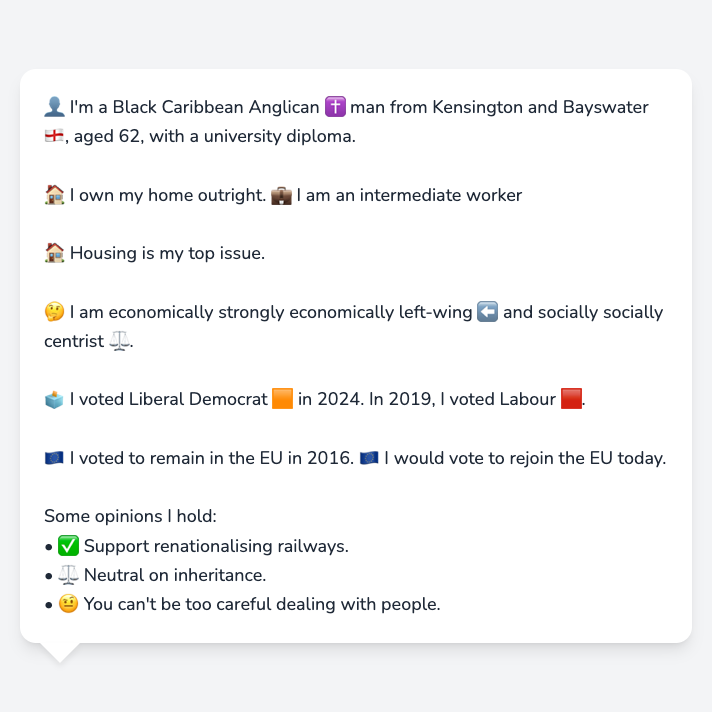 👤 I'm a Black Caribbean Anglican ✝️ man from Kensington and Bayswater
🏴󠁧󠁢󠁥󠁮󠁧󠁿, aged 62, with a university diploma.
🏠 I own my home outright. 💼 I am an intermediate worker
🏠 Housing is my top issue.
🤔 I am economically strongly economically left-wing ⬅️ and socially socially
centrist ⚖️.
🗳️ I voted Liberal Democrat 🟧 in 2024. In 2019, I voted Labour 🟥.
🇪🇺 I voted to remain in the EU in 2016. 🇪🇺 I would vote to rejoin the EU today.
Some opinions I hold:
• ✅ Support renationalising railways.
• ⚖️ Neutral on inheritance.
• 🤨 You can't be too careful dealing with people.